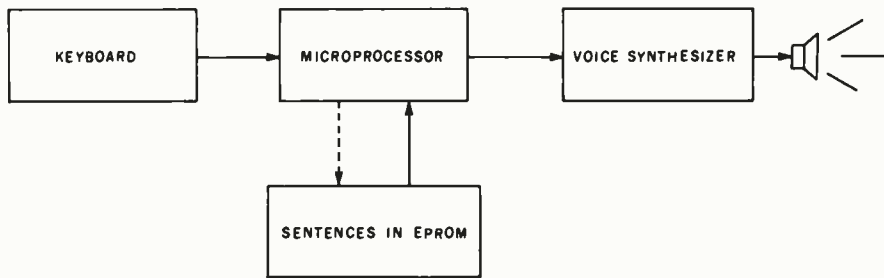 KEYBOARD
MICROPROCESSOR
VOICE SYNTHESIZER
SENTENCES IN EPROM